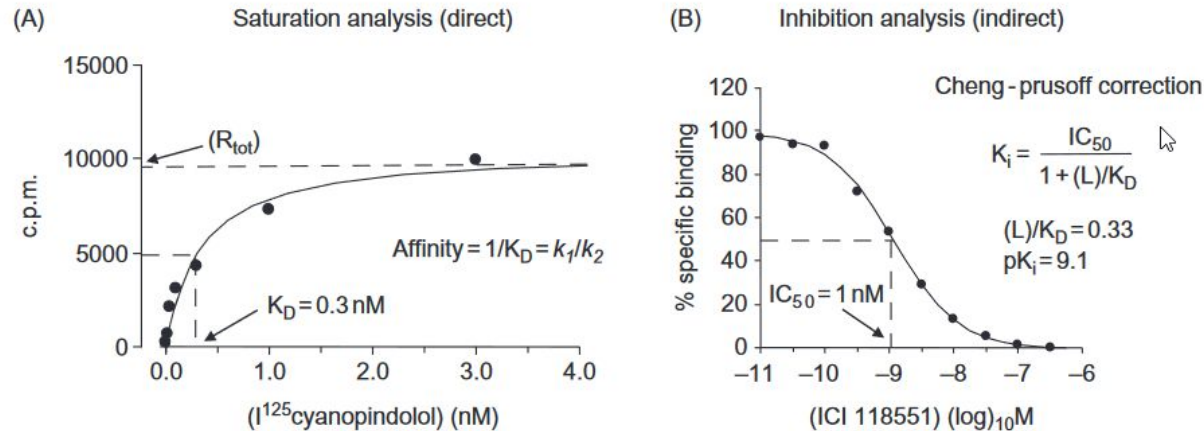 (A) Saturation analysis (direct)
15000
(Rtot)
10000
c.p.m.
5000
Affinity = 1/KD = k1/k2
KD = 0.3 nM
0
0.0 1.0 2.0 3.0 4.0
(I¹²⁵cyanopindolol) (nM)
(B) Inhibition analysis (indirect)
Cheng-prusoff correction
120
100
80
60
40
20
0
% specific binding
Ki = IC50 / 1 + (L)/KD
(L)/KD = 0.33
pKi = 9.1
IC50 = 1 nM
–11 –10 –9 –8 –7 –6
(ICI 118551) (log)10M